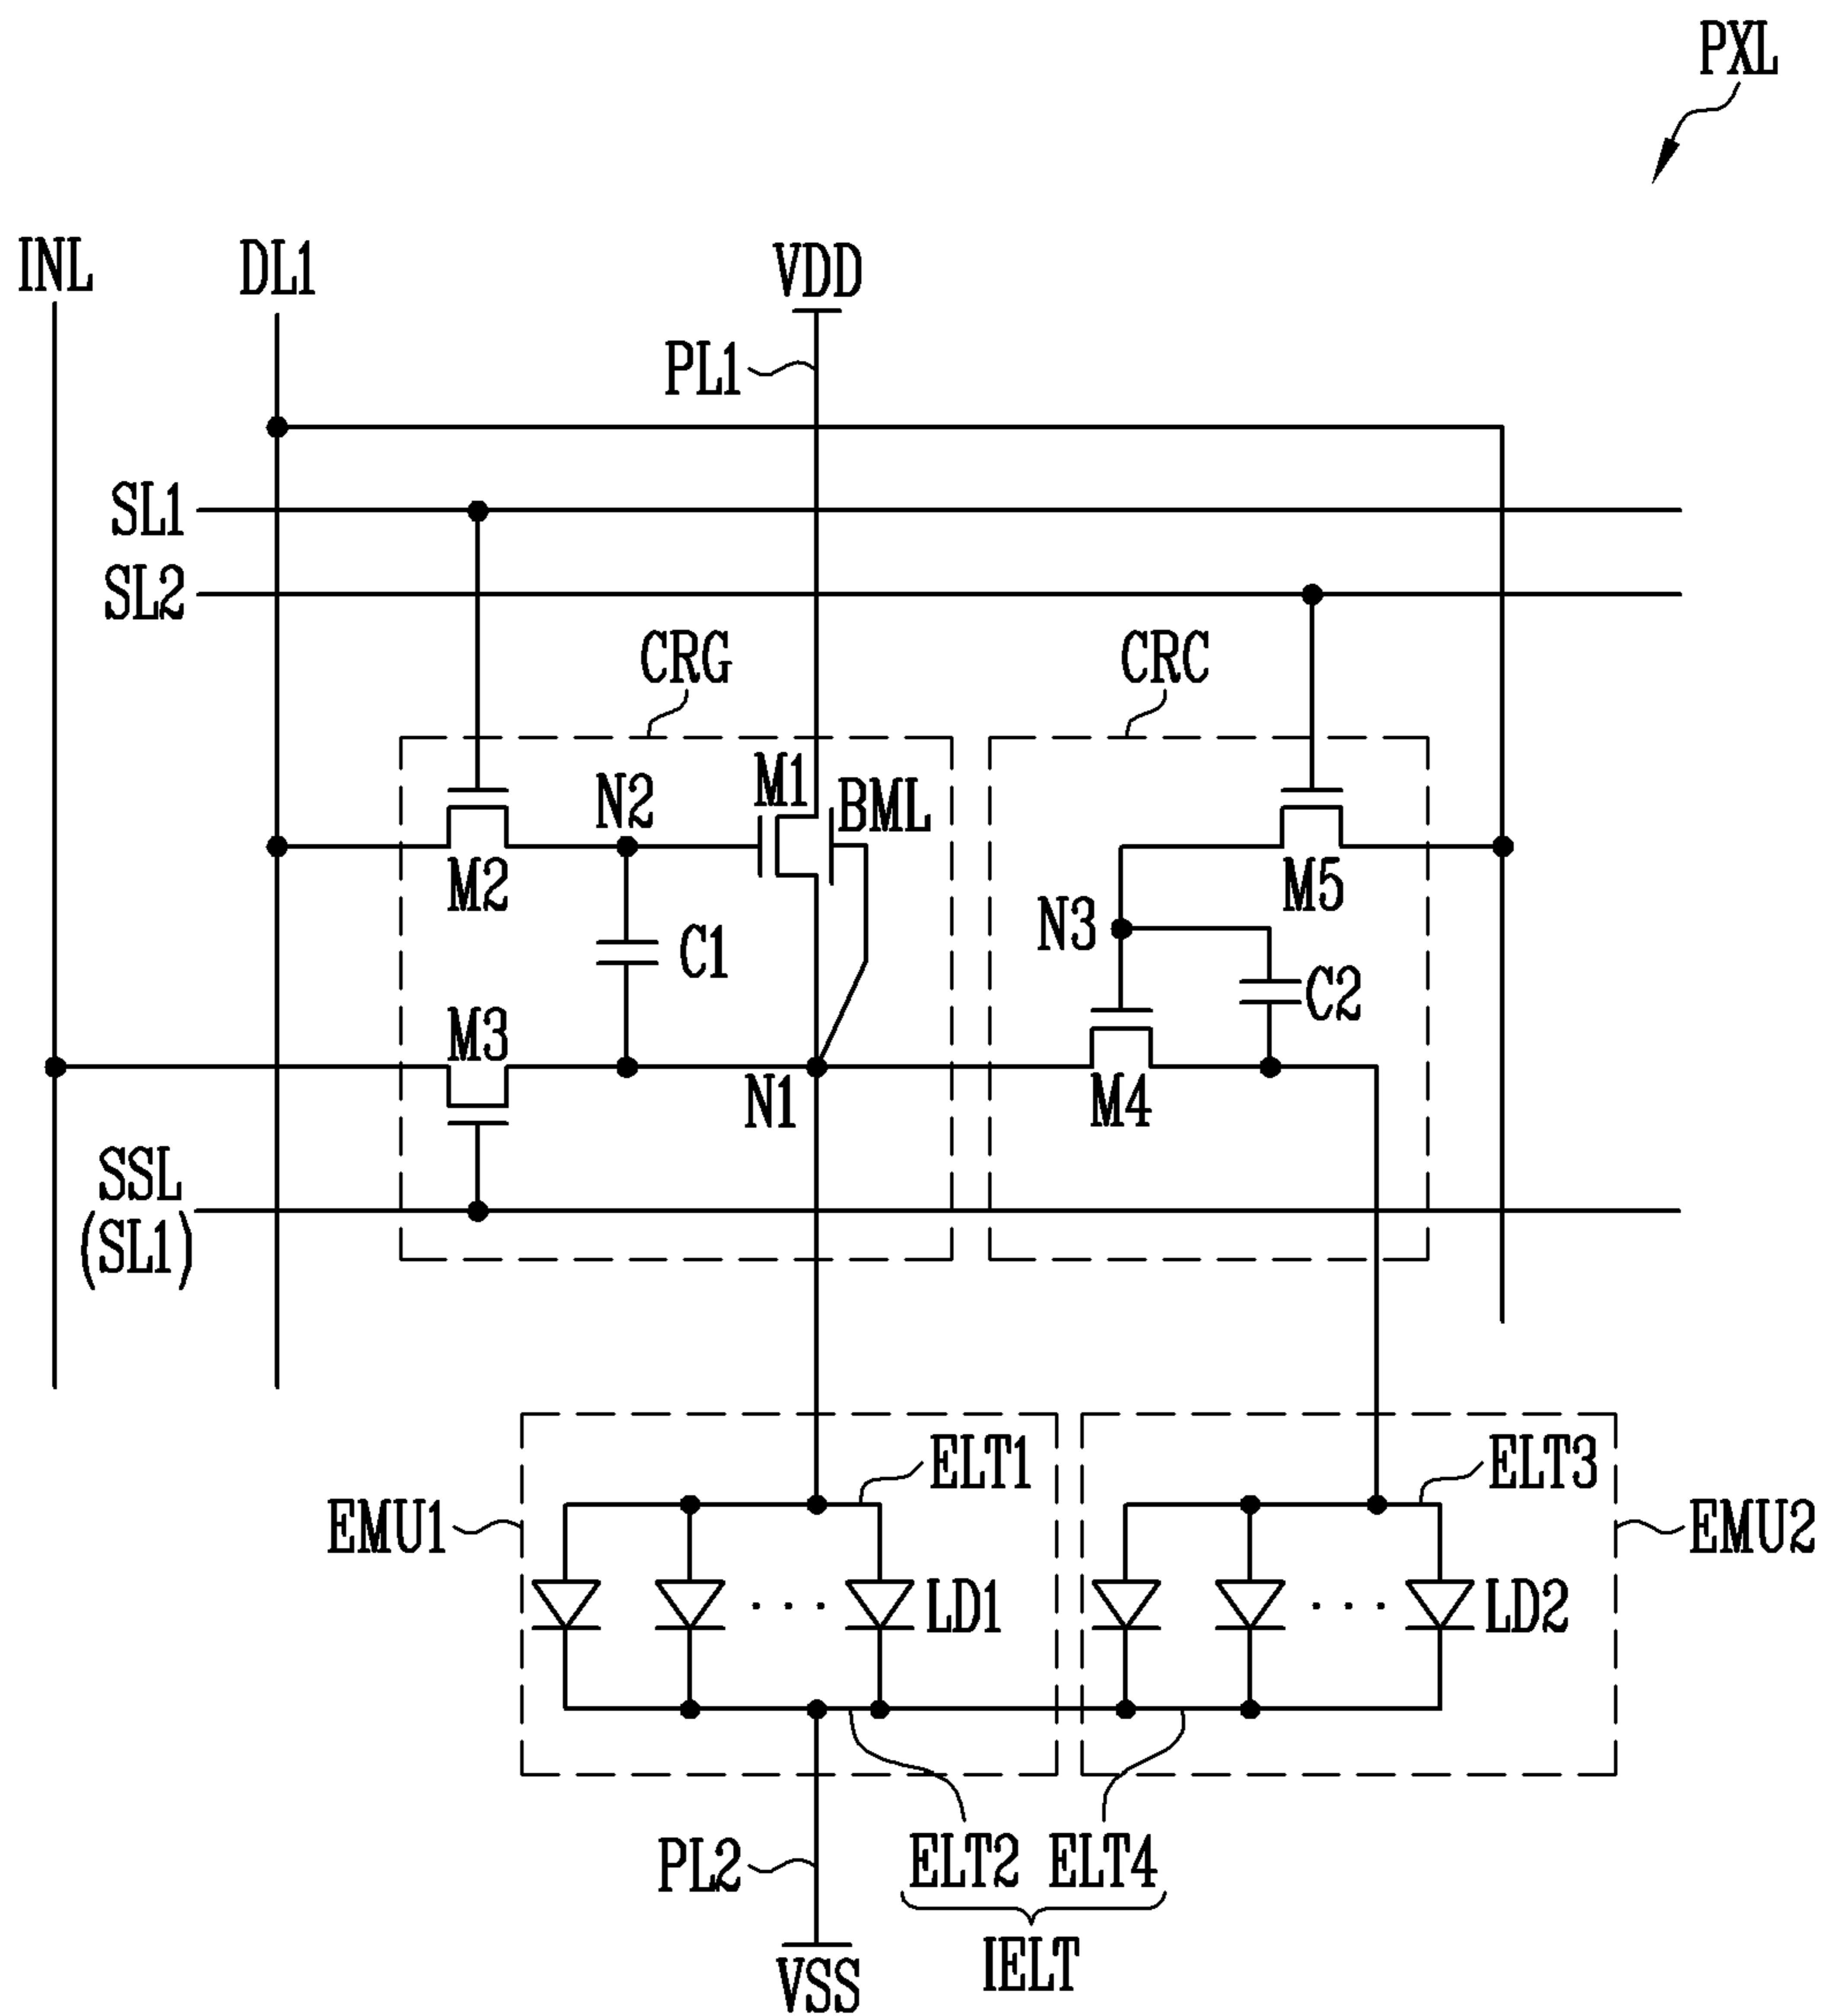 PXL
INL
DL1
VDD
PL1
SL1
SL2
CRG
CRC
M1
BML
N2
M2
M5
N3
C1
C2
M3
N1
M4
SSL
(SL1)
ELT1
ELT3
EMU1
EMU2
LD1
LD2
PL2
ELT2 ELT4
IELT
VSS